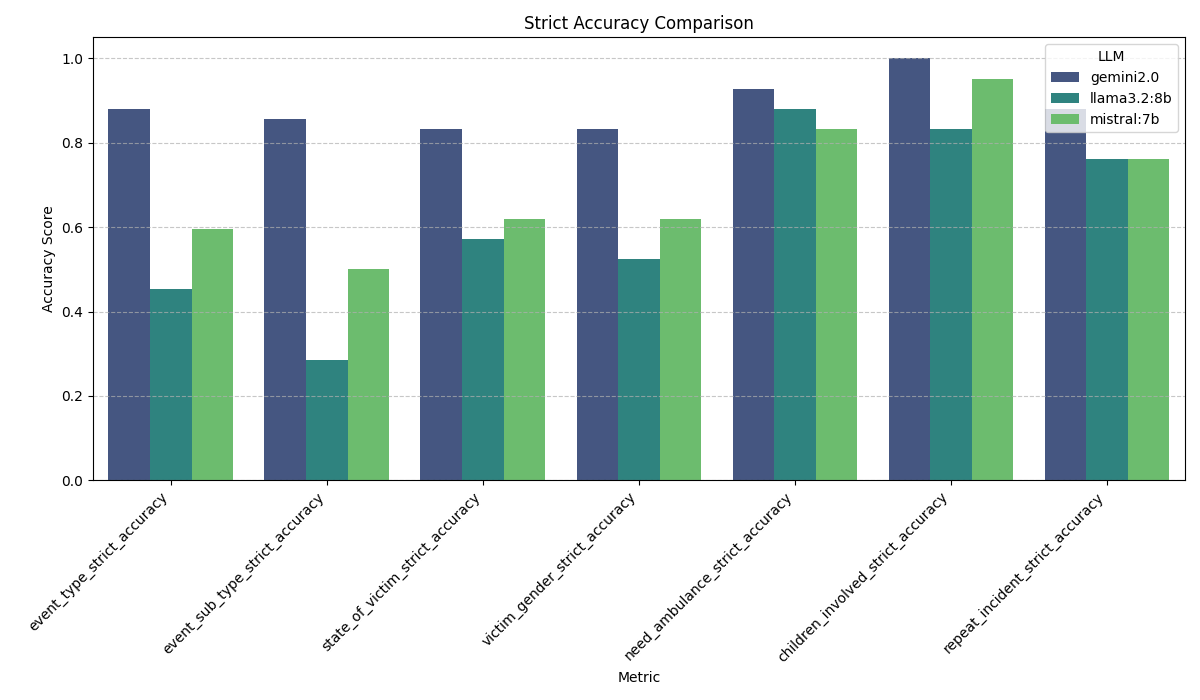 Strict Accuracy Comparison
LLM
gemini2.0
llama3.2:8b
mistral:7b
Accuracy Score
1.0
0.8
0.6
0.4
0.2
0.0
event_type_strict_accuracy
event_sub_type_strict_accuracy
state_of_victim_strict_accuracy
victim_gender_strict_accuracy
need_ambulance_strict_accuracy
children_involved_strict_accuracy
repeat_incident_strict_accuracy
Metric